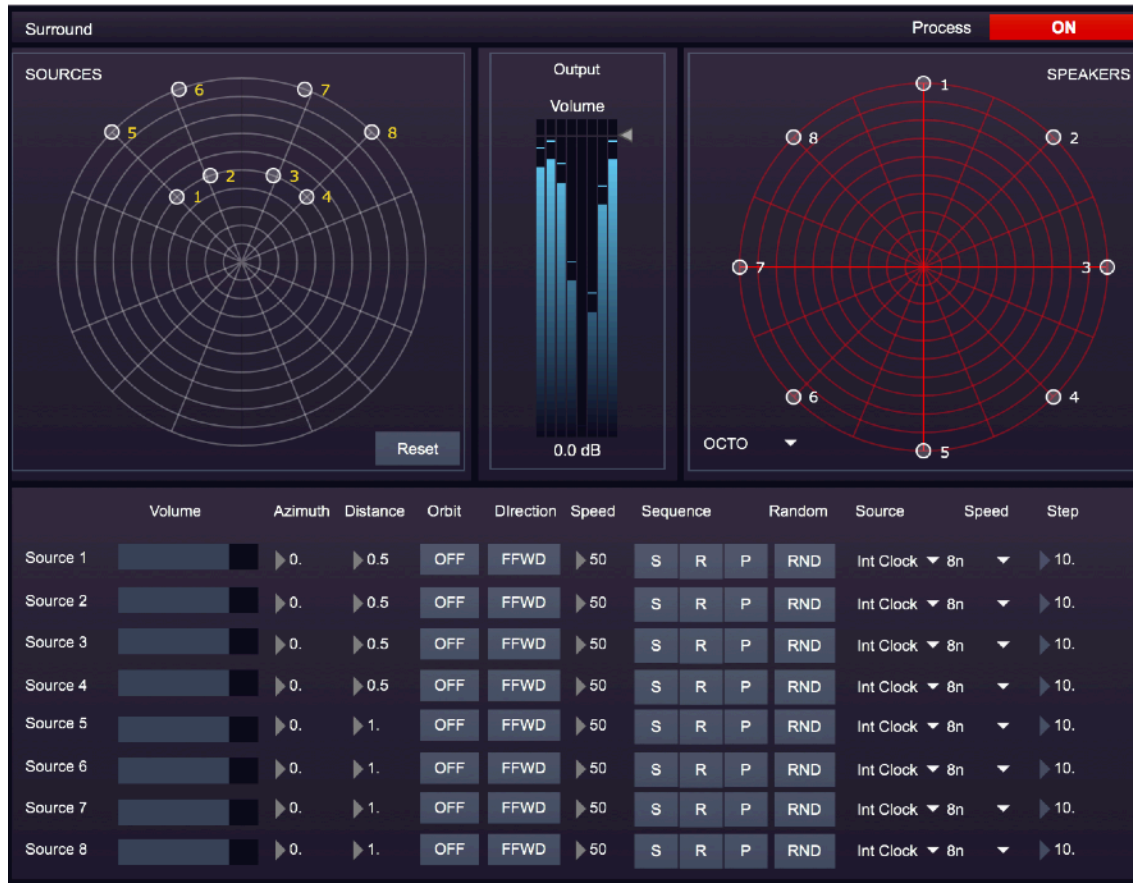 Surround Process ON
SOURCES
6 7
5 8
2 3
1 4
Reset
Output
Volume
0.0 dB
SPEAKERS
1
8 2
7 3
6 4
OCTO 5
Volume Azimuth Distance Orbit DIrection Speed Sequence Random Source Speed Step
Source 1 0. 0.5 OFF FFWD 50 S R P RND Int Clock 8n 10.
Source 2 0. 0.5 OFF FFWD 50 S R P RND Int Clock 8n 10.
Source 3 0. 0.5 OFF FFWD 50 S R P RND Int Clock 8n 10.
Source 4 0. 0.5 OFF FFWD 50 S R P RND Int Clock 8n 10.
Source 5 0. 1. OFF FFWD 50 S R P RND Int Clock 8n 10.
Source 6 0. 1. OFF FFWD 50 S R P RND Int Clock 8n 10.
Source 7 0. 1. OFF FFWD 50 S R P RND Int Clock 8n 10.
Source 8 0. 1. OFF FFWD 50 S R P RND Int Clock 8n 10.